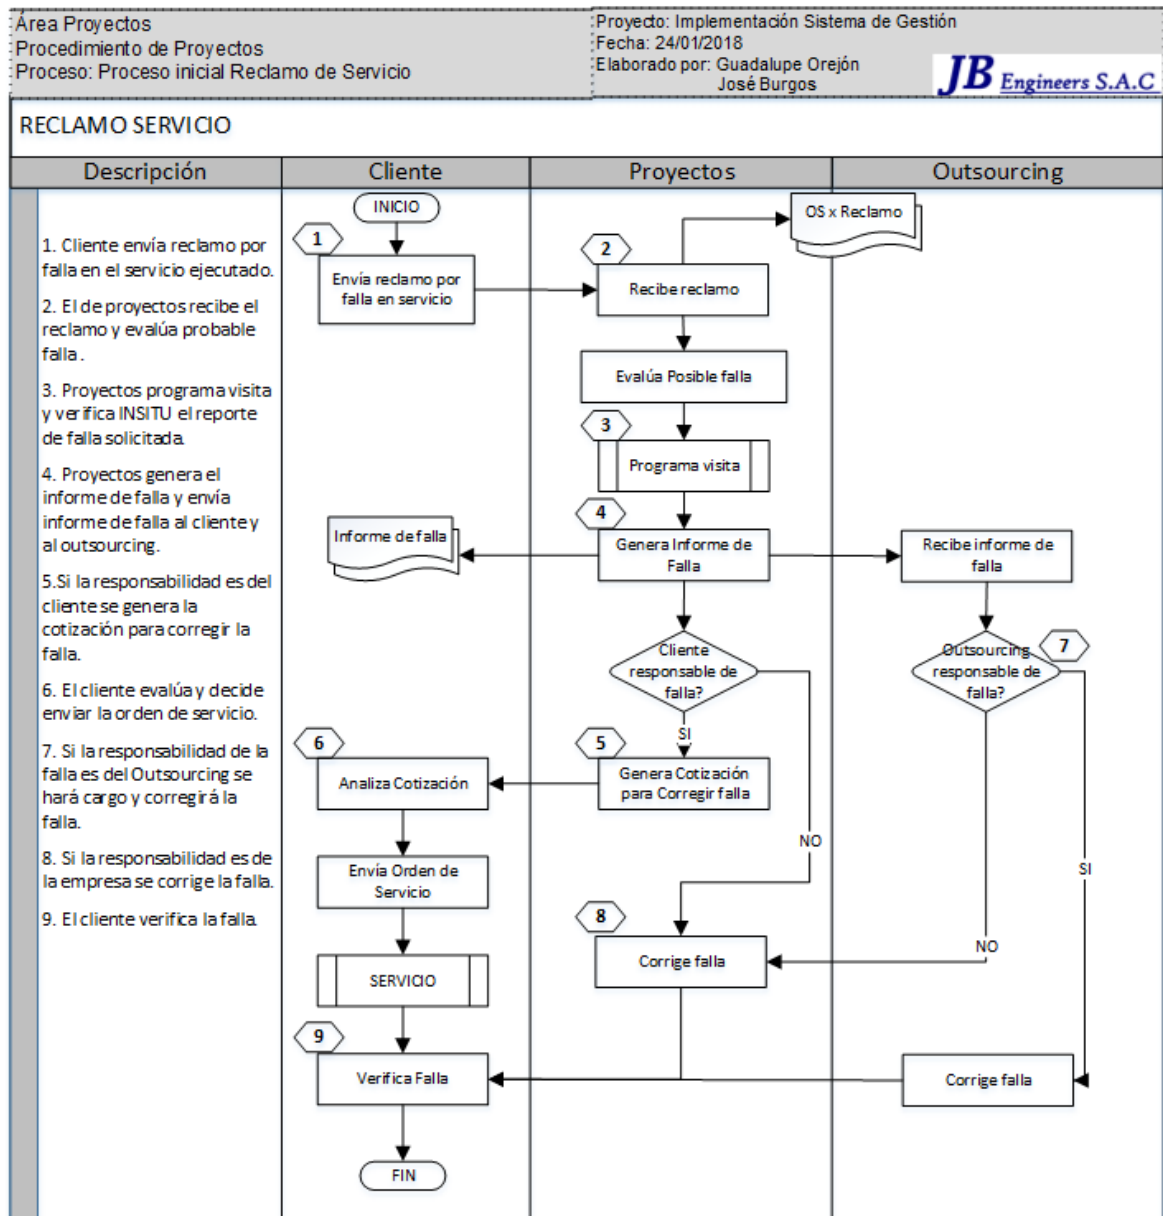 Área Proyectos
Procedimiento de Proyectos
Proceso: Proceso inicial Reclamo de Servicio
Proyecto: Implementación Sistema de Gestión
Fecha: 24/01/2018
Elaborado por: Guadalupe Orejón
José Burgos
JB Engineers S.A.C
RECLAMO SERVICIO
Descripción
Cliente
Proyectos
Outsourcing
1. Cliente envía reclamo por
falla en el servicio ejecutado.
2. El de proyectos recibe el
reclamo y evalúa probable
falla .
3. Proyectos programa visita
y verifica INSITU el reporte
de falla solicitada.
4. Proyectos genera el
informe de falla y envía
informe de falla al cliente y
al outsourcing.
5.Si la responsabilidad es del
cliente se genera la
cotización para corregir la
falla.
6. El cliente evalúa y decide
enviar la orden de servicio.
7. Si la responsabilidad de la
falla es del Outsourcing se
hará cargo y corregirá la
falla.
8. Si la responsabilidad es de
la empresa se corrige la falla.
9. El cliente verifica la falla.
INICIO
1
Envía reclamo por
falla en servicio
2
Recibe reclamo
OS x Reclamo
Evalúa Posible falla
3
Programa visita
4
Genera Informe de
Falla
Informe de falla
Recibe informe de
falla
Cliente
responsable de
falla?
7
Outsourcing
responsable de
falla?
SI
5
Genera Cotización
para Corregir falla
6
Analiza Cotización
NO
SI
Envía Orden de
Servicio
8
Corrige falla
NO
SERVICIO
9
Verifica Falla
Corrige falla
FIN